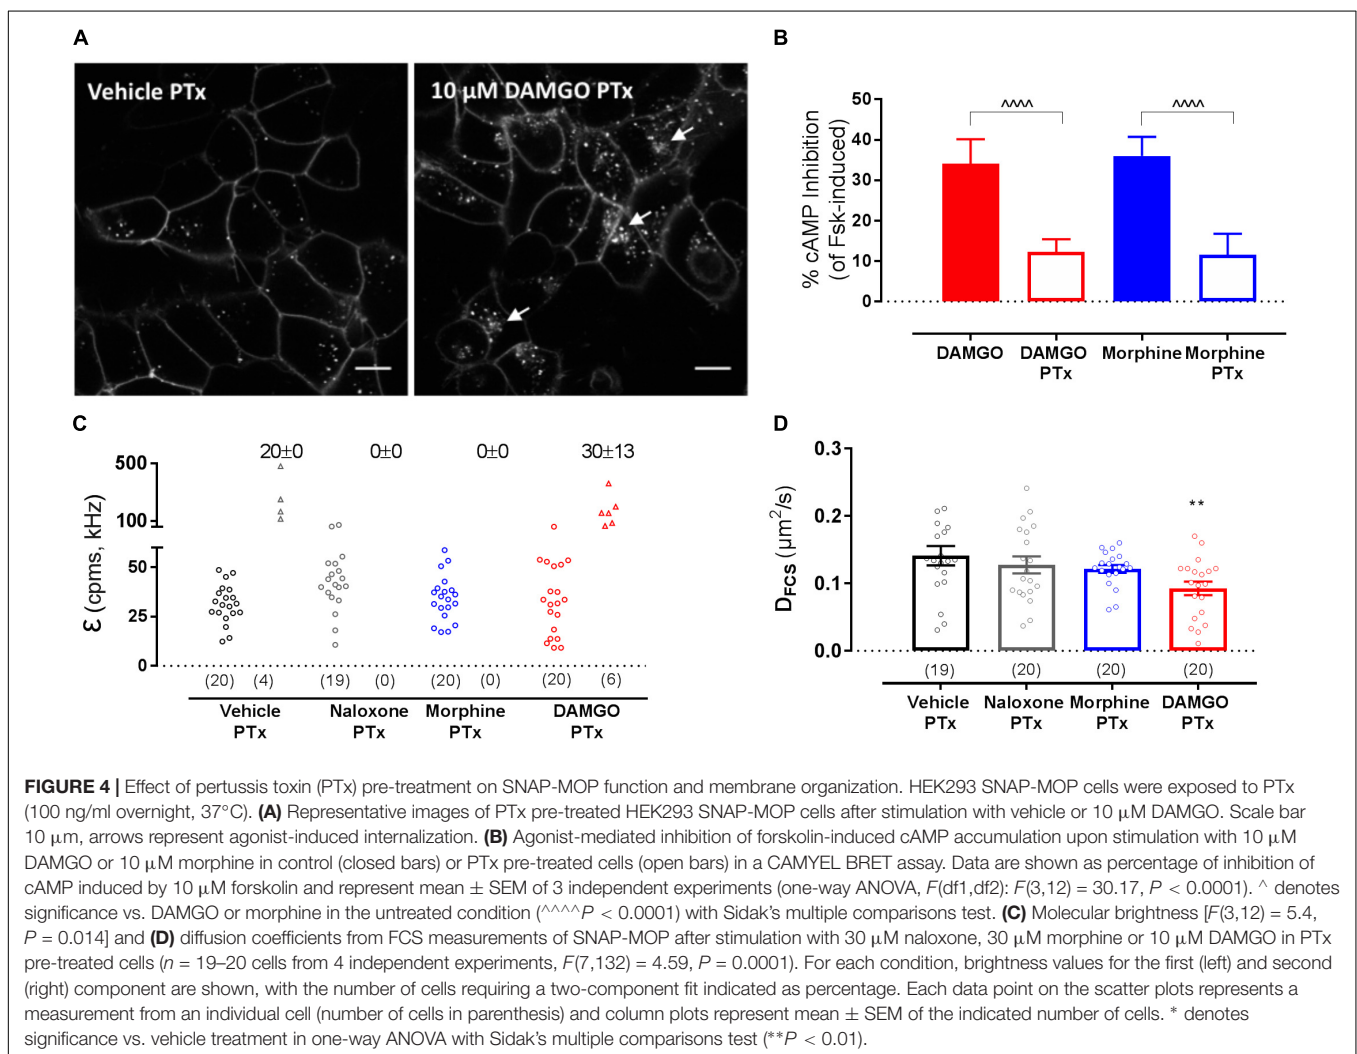 A
Vehicle PTx
10 µM DAMGO PTx
B
% cAMP Inhibition
(of Fsk-induced)
50
40
30
20
10
0
^^^^
^^^^
DAMGO
DAMGO
PTx
Morphine
Morphine
PTx
C
Ɛ (cpms, kHz)
500
100
50
25
0
20±0
0±0
0±0
30±13
(20)
(4)
(19)
(0)
(20)
(0)
(20)
(6)
Vehicle
PTx
Naloxone
PTx
Morphine
PTx
DAMGO
PTx
D
DFCS (µm²/s)
0.3
0.2
0.1
0.0
**
(19)
(20)
(20)
(20)
Vehicle
PTx
Naloxone
PTx
Morphine
PTx
DAMGO
PTx
FIGURE 4 | Effect of pertussis toxin (PTx) pre-treatment on SNAP-MOP function and membrane organization. HEK293 SNAP-MOP cells were exposed to PTx
(100 ng/ml overnight, 37°C). (A) Representative images of PTx pre-treated HEK293 SNAP-MOP cells after stimulation with vehicle or 10 µM DAMGO. Scale bar
10 µm, arrows represent agonist-induced internalization. (B) Agonist-mediated inhibition of forskolin-induced cAMP accumulation upon stimulation with 10 µM
DAMGO or 10 µM morphine in control (closed bars) or PTx pre-treated cells (open bars) in a CAMYEL BRET assay. Data are shown as percentage of inhibition of
cAMP induced by 10 µM forskolin and represent mean ± SEM of 3 independent experiments (one-way ANOVA, F(df1,df2): F(3,12) = 30.17, P < 0.0001). ^ denotes
significance vs. DAMGO or morphine in the untreated condition (^^^^P < 0.0001) with Sidak's multiple comparisons test. (C) Molecular brightness [F(3,12) = 5.4,
P = 0.014] and (D) diffusion coefficients from FCS measurements of SNAP-MOP after stimulation with 30 µM naloxone, 30 µM morphine or 10 µM DAMGO in PTx
pre-treated cells (n = 19–20 cells from 4 independent experiments, F(7,132) = 4.59, P = 0.0001). For each condition, brightness values for the first (left) and second
(right) component are shown, with the number of cells requiring a two-component fit indicated as percentage. Each data point on the scatter plots represents a
measurement from an individual cell (number of cells in parenthesis) and column plots represent mean ± SEM of the indicated number of cells. * denotes
significance vs. vehicle treatment in one-way ANOVA with Sidak's multiple comparisons test (**P < 0.01).